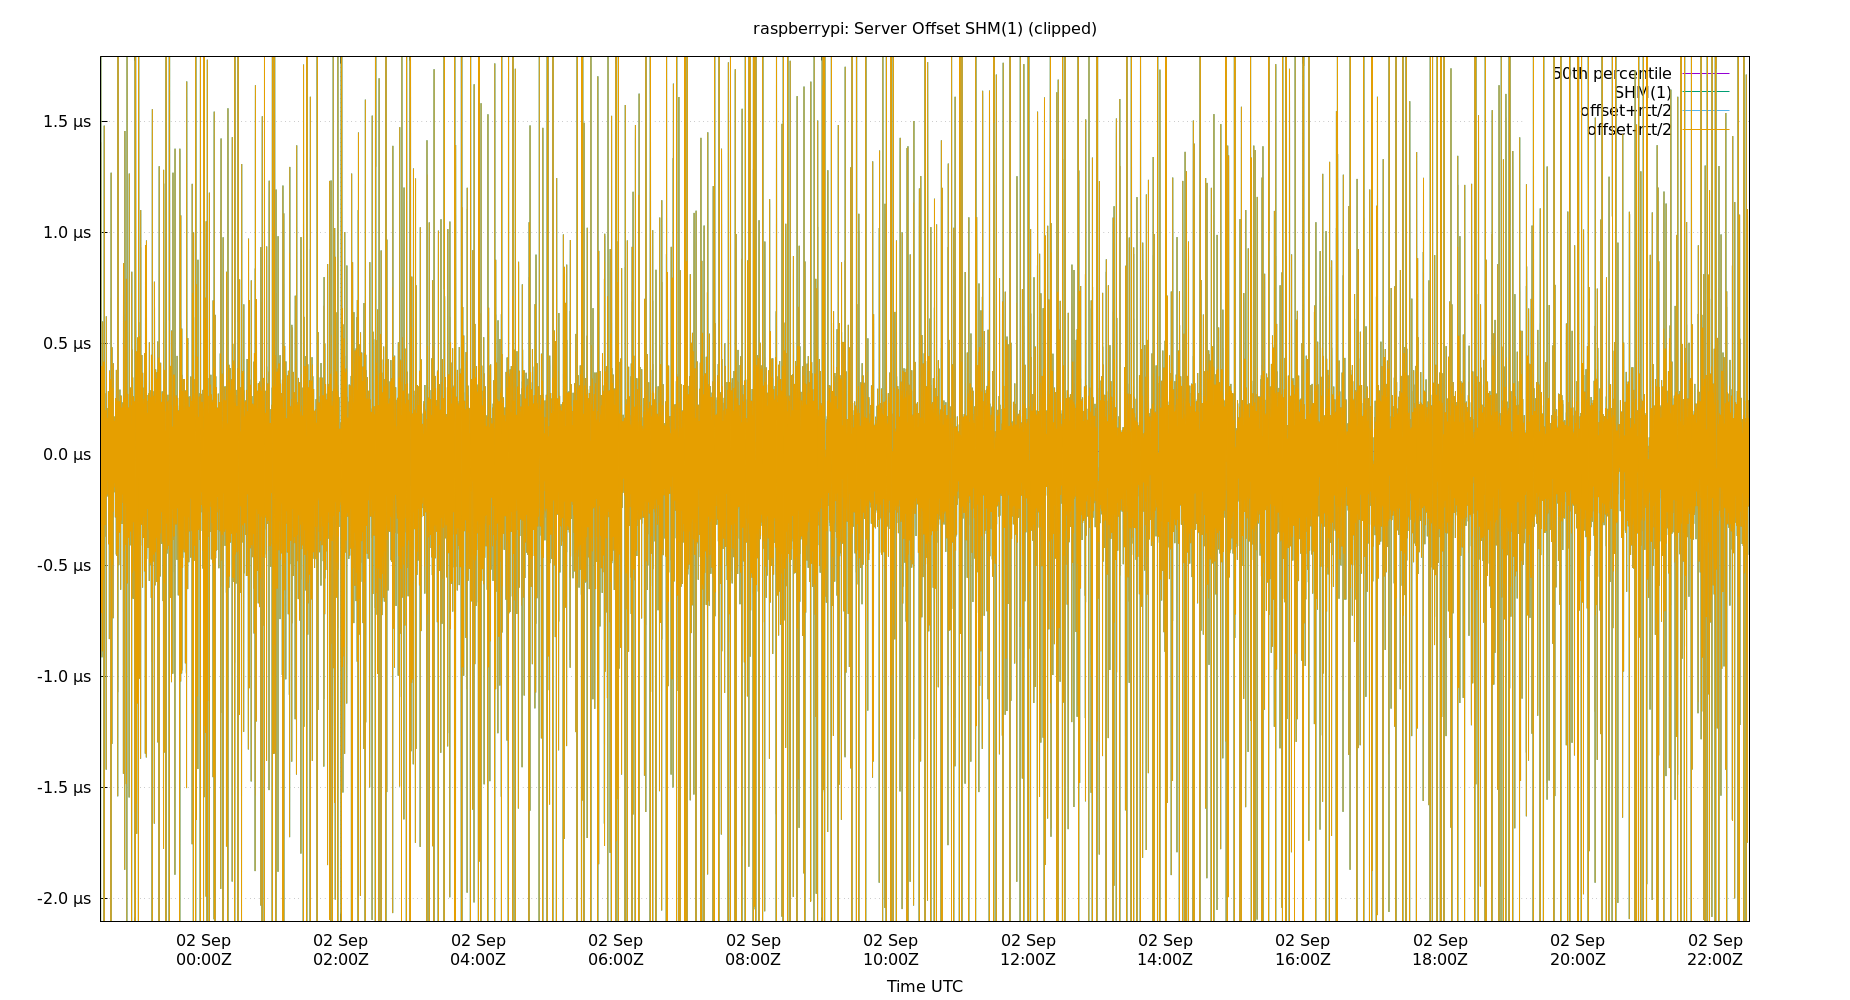 raspberrypi: Server Offset SHM(1) (clipped)
50th percentile
SHM(1)
offset+rtt/2
offset-rtt/2
1.5 μs
1.0 μs
0.5 μs
0.0 μs
-0.5 μs
-1.0 μs
-1.5 μs
-2.0 μs
02 Sep 02 Sep 02 Sep 02 Sep 02 Sep 02 Sep 02 Sep 02 Sep 02 Sep 02 Sep 02 Sep 02 Sep
00:00Z 02:00Z 04:00Z 06:00Z 08:00Z 10:00Z 12:00Z 14:00Z 16:00Z 18:00Z 20:00Z 22:00Z
Time UTC